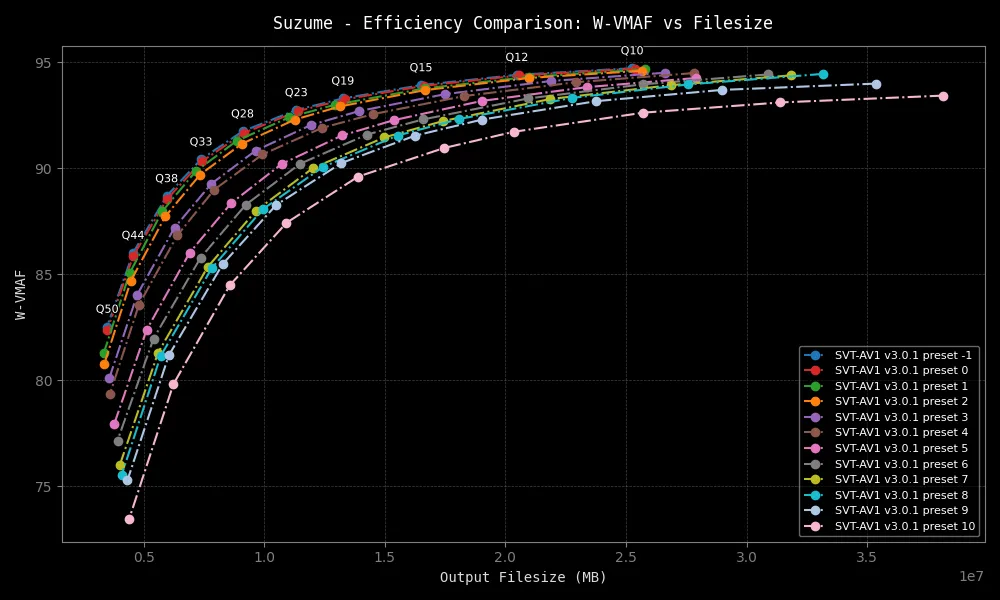 Suzume - Efficiency Comparison: W-VMAF vs Filesize
W-VMAF
95
90
85
80
75
Q50
Q44
Q38
Q33
Q28
Q23
Q19
Q15
Q12
Q10
SVT-AV1 v3.0.1 preset -1
SVT-AV1 v3.0.1 preset 0
SVT-AV1 v3.0.1 preset 1
SVT-AV1 v3.0.1 preset 2
SVT-AV1 v3.0.1 preset 3
SVT-AV1 v3.0.1 preset 4
SVT-AV1 v3.0.1 preset 5
SVT-AV1 v3.0.1 preset 6
SVT-AV1 v3.0.1 preset 7
SVT-AV1 v3.0.1 preset 8
SVT-AV1 v3.0.1 preset 9
SVT-AV1 v3.0.1 preset 10
0.5 1.0 1.5 2.0 2.5 3.0 3.5
1e7
Output Filesize (MB)